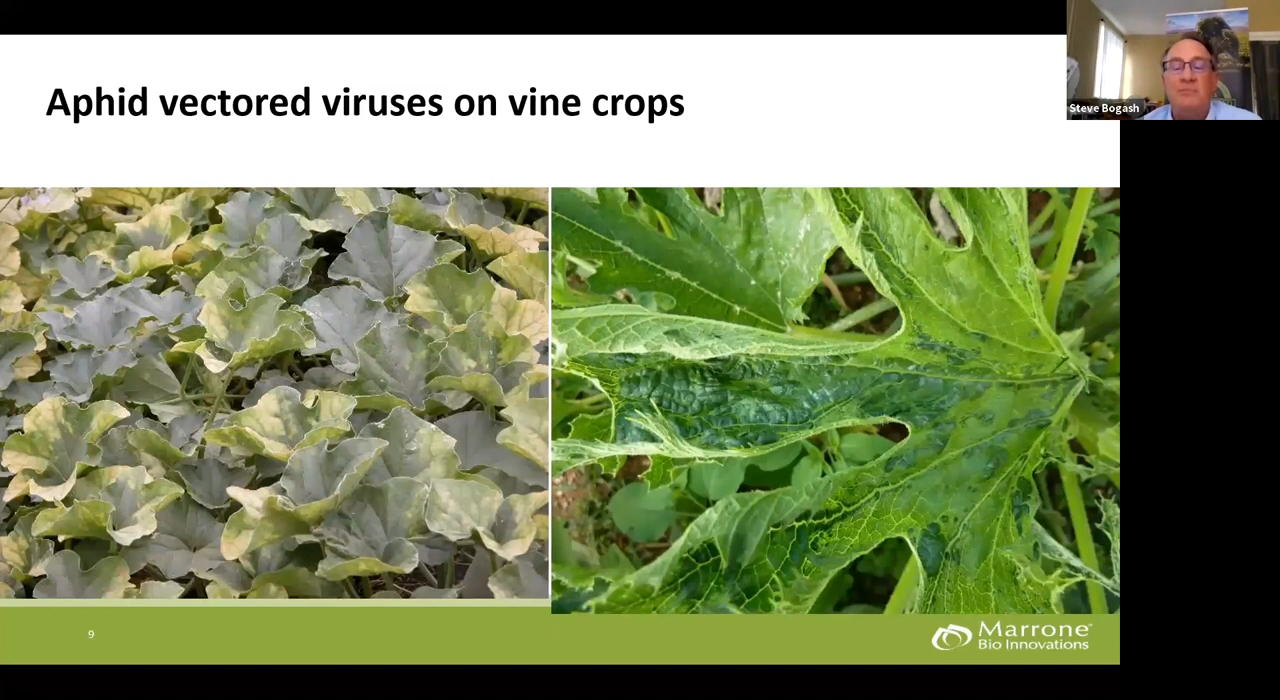 Aphid vectored viruses on vine crops
Steve Bogash
9
Marrone
Bio Innovations